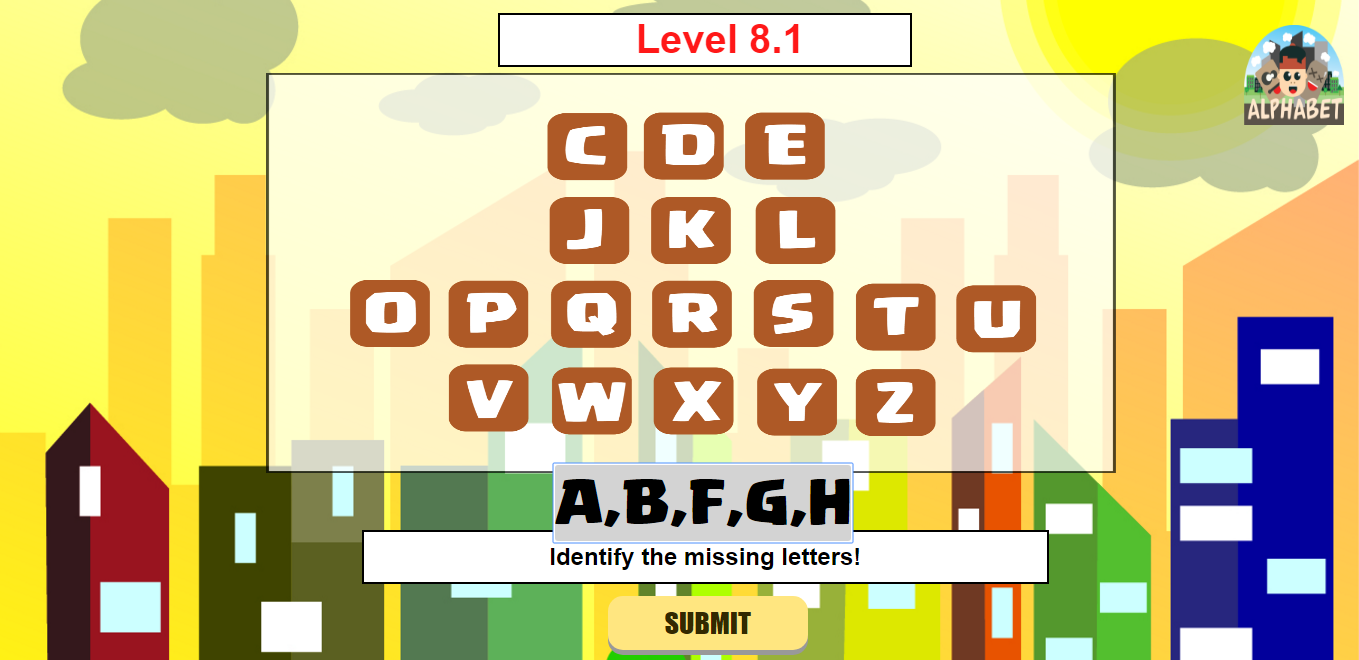 Level 8.1
ALPHABET
C D E
J K L
O P Q R S T U
V W X Y Z
A,B,F,G,H
Identify the missing letters!
SUBMIT